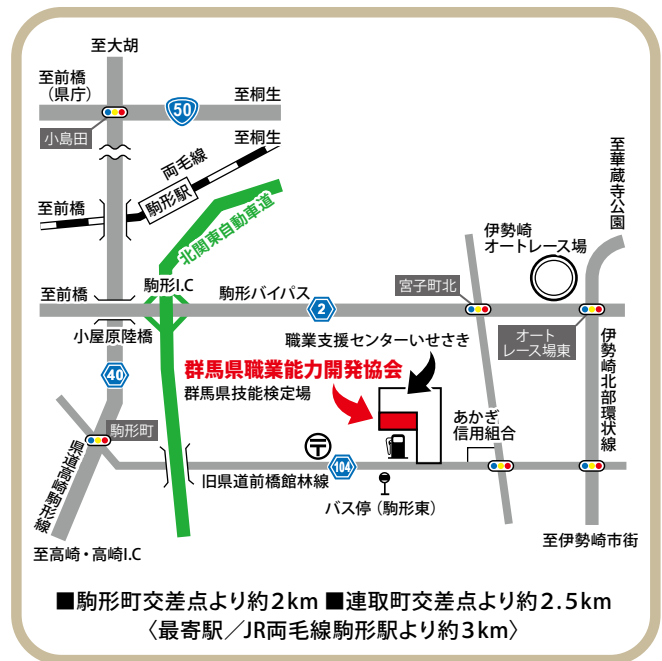 至大胡
至前橋
（県庁）
50
至桐生
小島田
至桐生
両毛線
駒形駅
至前橋
北関東自動車道
至華蔵寺公園
伊勢崎
オートレース場
駒形I.C
至前橋
駒形バイパス
2
宮子町北
小屋原陸橋
オート
レース場東
職業支援センターいせさき
伊勢崎北部環状線
群馬県職業能力開発協会
群馬県技能検定場
40
あかぎ
信用組合
駒形町
〒
104
旧県道前橋館林線
県道高崎駒形線
バス停（駒形東）
至高崎・高崎I.C
至伊勢崎市街
■駒形町交差点より約2km ■連取町交差点より約2.5km
〈最寄駅／JR両毛線駒形駅より約3km〉